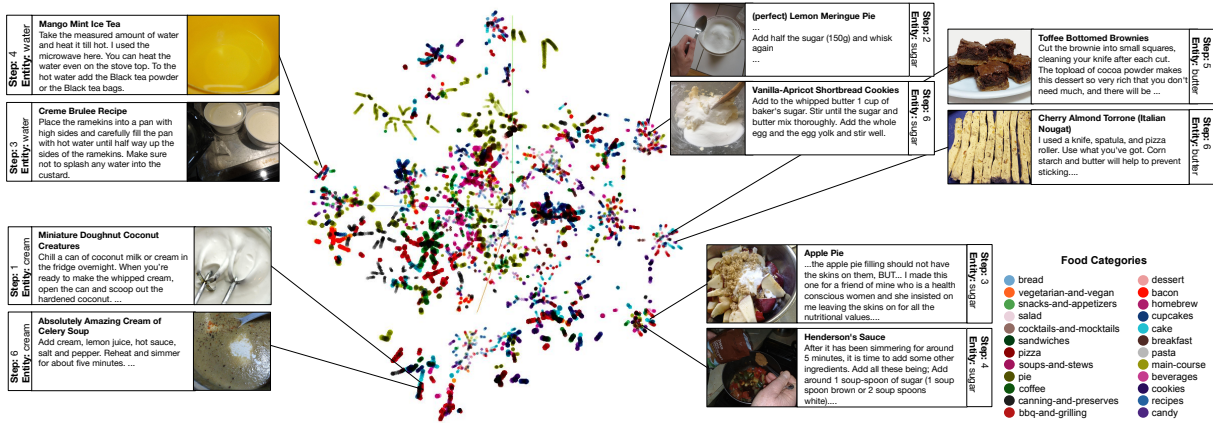 Mango Mint Ice Tea
Take the measured amount of water
and heat it till hot. I used the
microwave here. You can heat the
water even on the stove top. To the
hot water add the Black tea powder
or the Black tea bags.
Step: 4
Entity: water
Creme Brulee Recipe
Place the ramekins into a pan with
high sides and carefully fill the pan
with hot water until half way up the
sides of the ramekins. Make sure
not to splash any water into the
custard.
Step: 3
Entity: water
Miniature Doughnut Coconut
Creatures
Chill a can of coconut milk or cream in
the fridge overnight. When you're
ready to make the whipped cream,
open the can and scoop out the
hardened coconut. ...
Step: 1
Entity: cream
Absolutely Amazing Cream of
Celery Soup
Add cream, lemon juice, hot sauce,
salt and pepper. Reheat and simmer
for about five minutes. ...
Step: 6
Entity: cream
(perfect) Lemon Meringue Pie
...
Add half the sugar (150g) and whisk
again
...
Step: 2
Entity: sugar
Vanilla-Apricot Shortbread Cookies
Add to the whipped butter 1 cup of
baker's sugar. Stir until the sugar and
butter mix thoroughly. Add the whole
egg and the egg yolk and stir well.
Step: 6
Entity: sugar
Toffee Bottomed Brownies
Cut the brownie into small squares,
cleaning your knife after each cut.
The topload of cocoa powder makes
this dessert so very rich that you don't
need much, and there will be ...
Step: 5
Entity: butter
Cherry Almond Torrone (Italian
Nougat)
I used a knife, spatula, and pizza
roller. Use what you've got. Corn
starch and butter will help to prevent
sticking....
Step: 6
Entity: butter
Apple Pie
...the apple pie filling should not have
the skins on them, BUT... I made this
one for a friend of mine who is a health
conscious women and she insisted on
me leaving the skins on for all the
nutritional values....
Step: 3
Entity: sugar
Henderson's Sauce
After it has been simmering for around
5 minutes, it is time to add some other
ingredients. Add all these being; Add
around 1 soup-spoon of sugar (1 soup
spoon brown or 2 soup spoons
white)....
Step: 4
Entity: sugar
Food Categories
bread
vegetarian-and-vegan
snacks-and-appetizers
salad
cocktails-and-mocktails
sandwiches
pizza
soups-and-stews
pie
coffee
canning-and-preserves
bbq-and-grilling
dessert
bacon
homebrew
cupcakes
cake
breakfast
pasta
main-course
beverages
cookies
recipes
candy